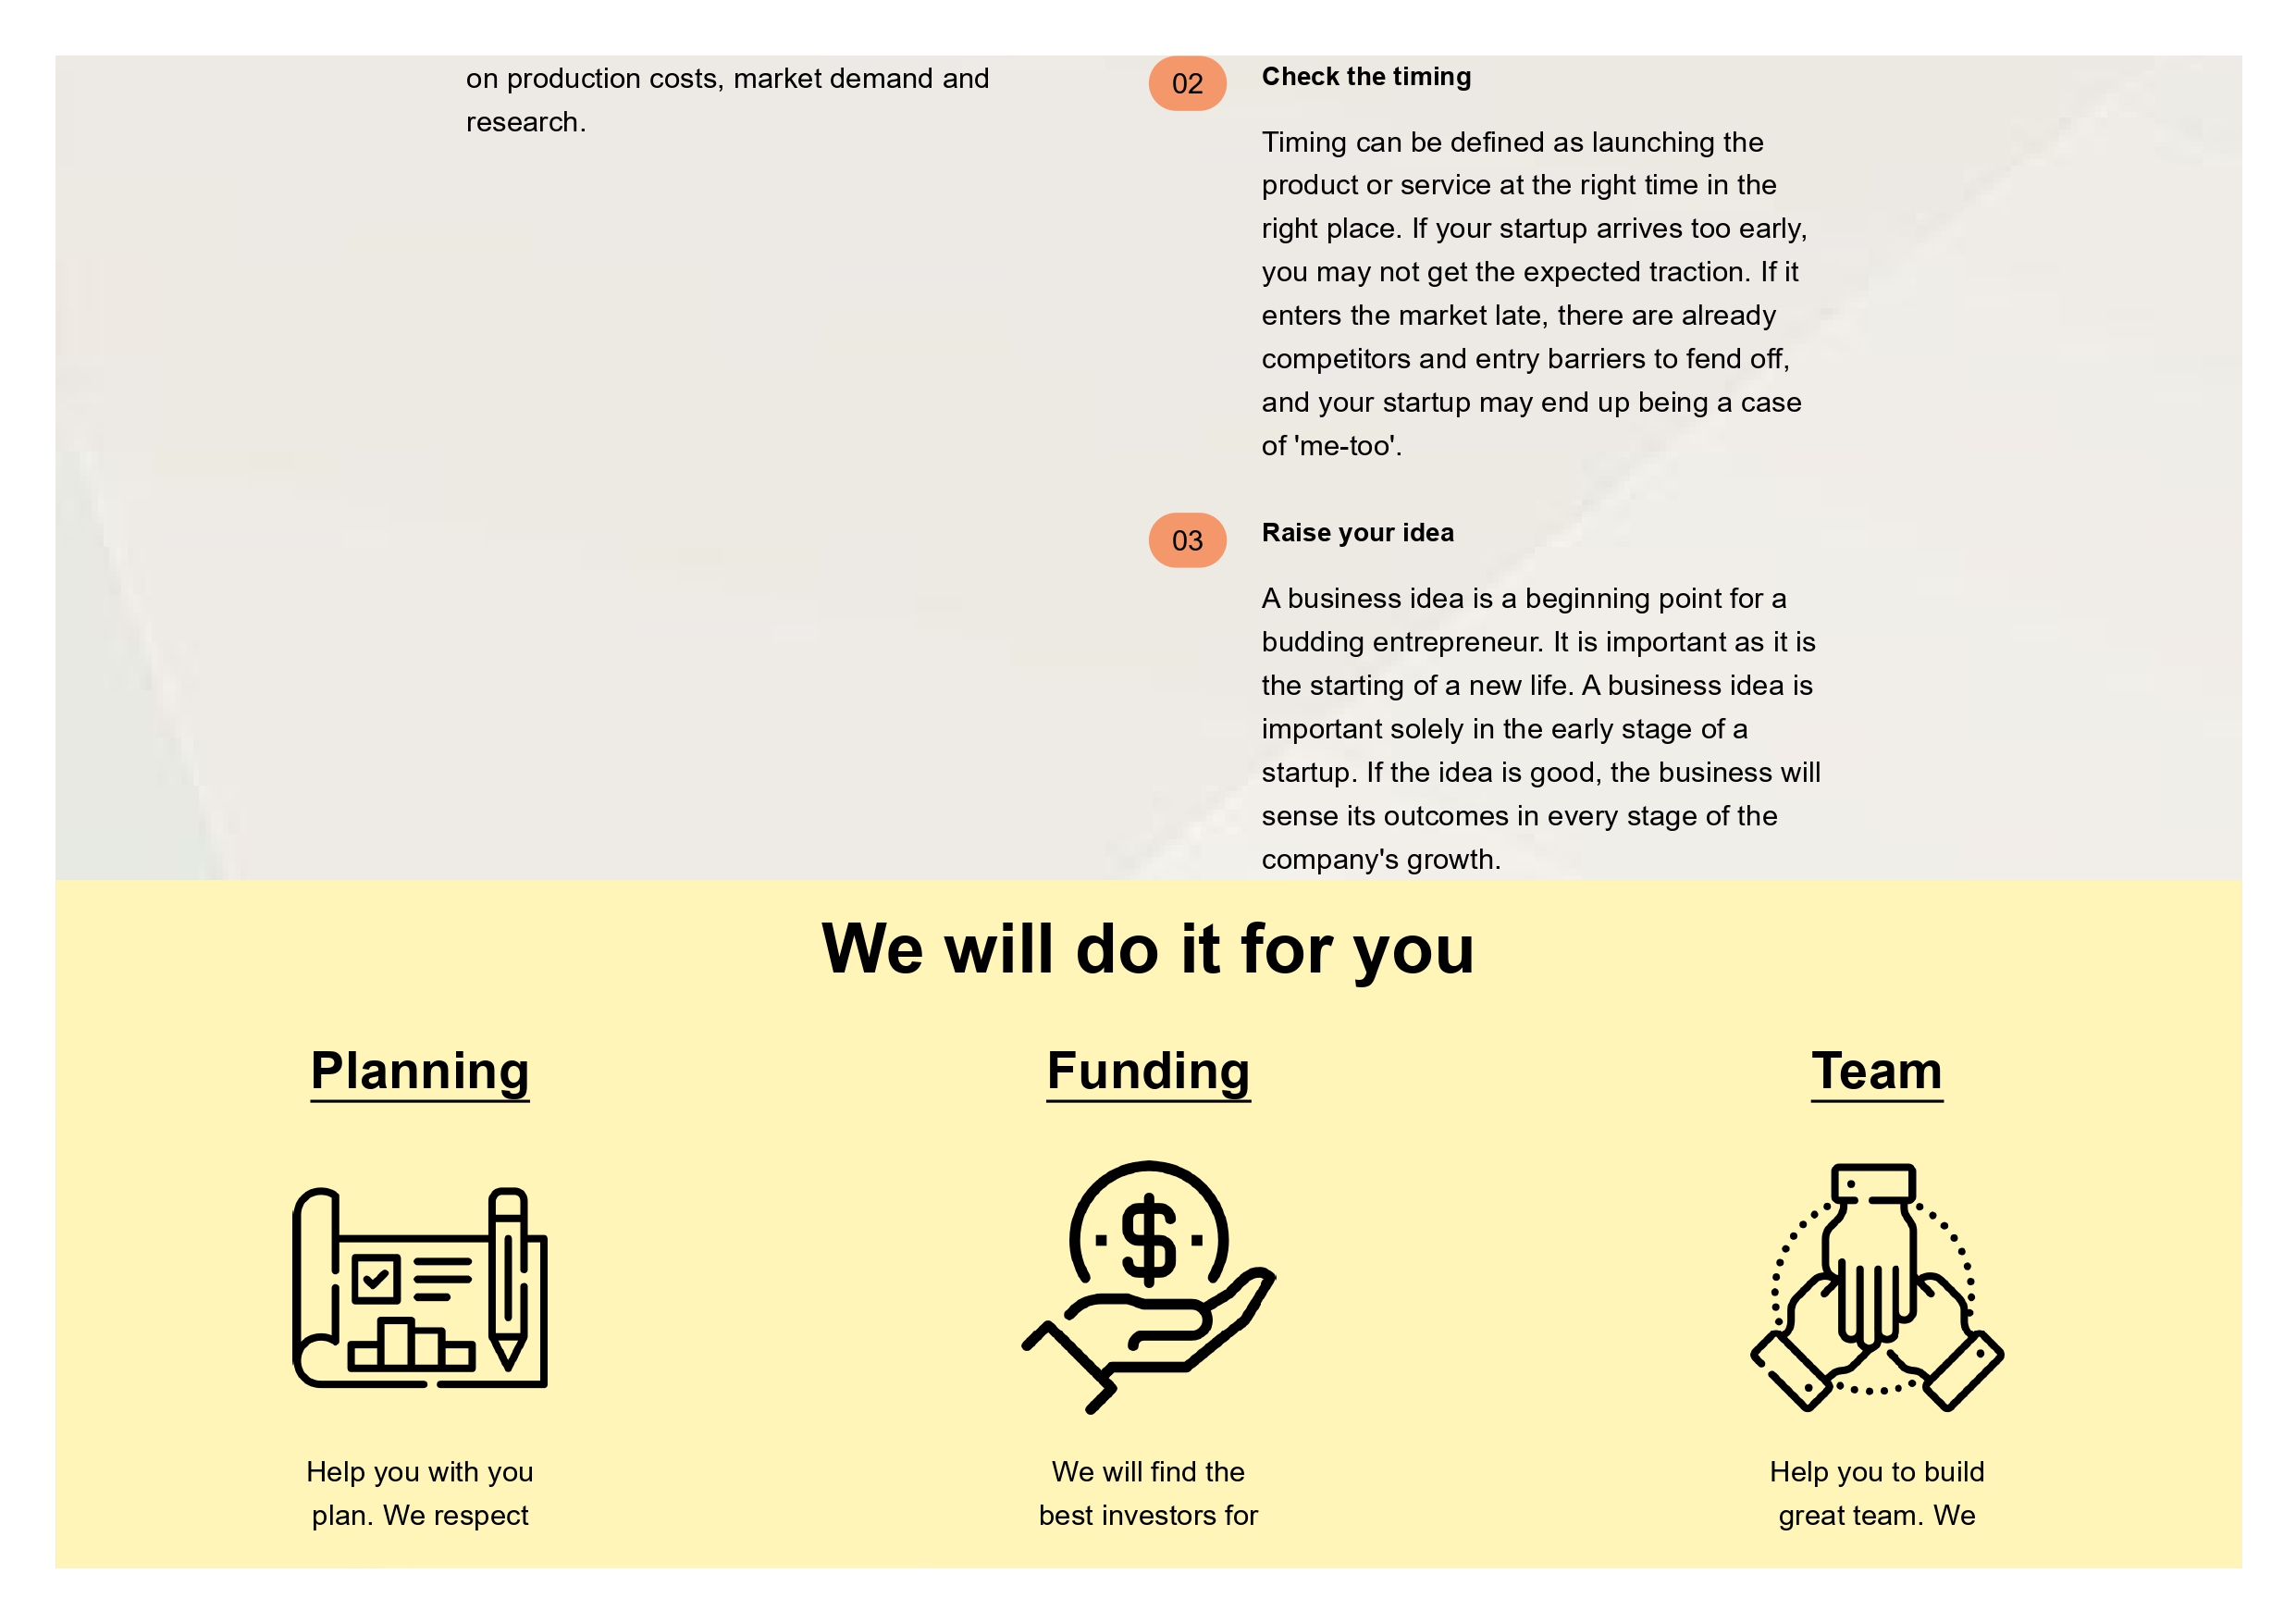 on production costs, market demand and
research.
02
Check the timing
Timing can be defined as launching the
product or service at the right time in the
right place. If your startup arrives too early,
you may not get the expected traction. If it
enters the market late, there are already
competitors and entry barriers to fend off,
and your startup may end up being a case
of 'me-too'.
03
Raise your idea
A business idea is a beginning point for a
budding entrepreneur. It is important as it is
the starting of a new life. A business idea is
important solely in the early stage of a
startup. If the idea is good, the business will
sense its outcomes in every stage of the
company's growth.
We will do it for you
Planning
Help you with you
plan. We respect
Funding
$
We will find the
best investors for
Team
Help you to build
great team. We